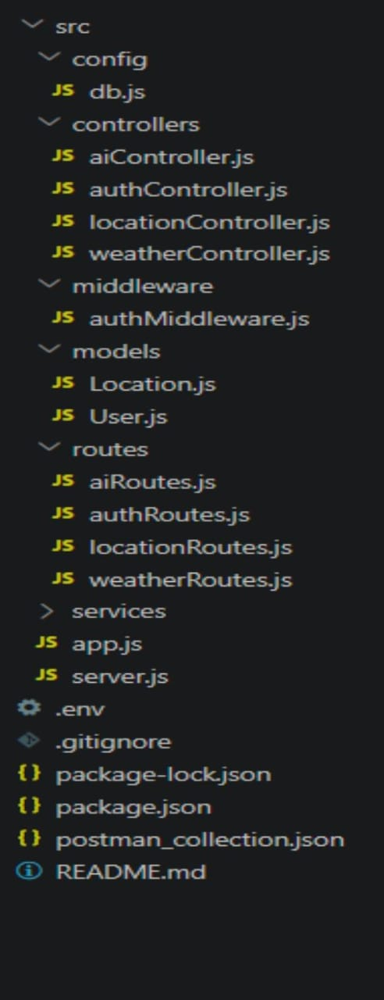 src
config
JS db.js
controllers
JS aiController.js
JS authController.js
JS locationController.js
JS weatherController.js
middleware
JS authMiddleware.js
models
JS Location.js
JS User.js
routes
JS aiRoutes.js
JS authRoutes.js
JS locationRoutes.js
JS weatherRoutes.js
services
JS app.js
JS server.js
.env
.gitignore
{} package-lock.json
{} package.json
{} postman_collection.json
README.md